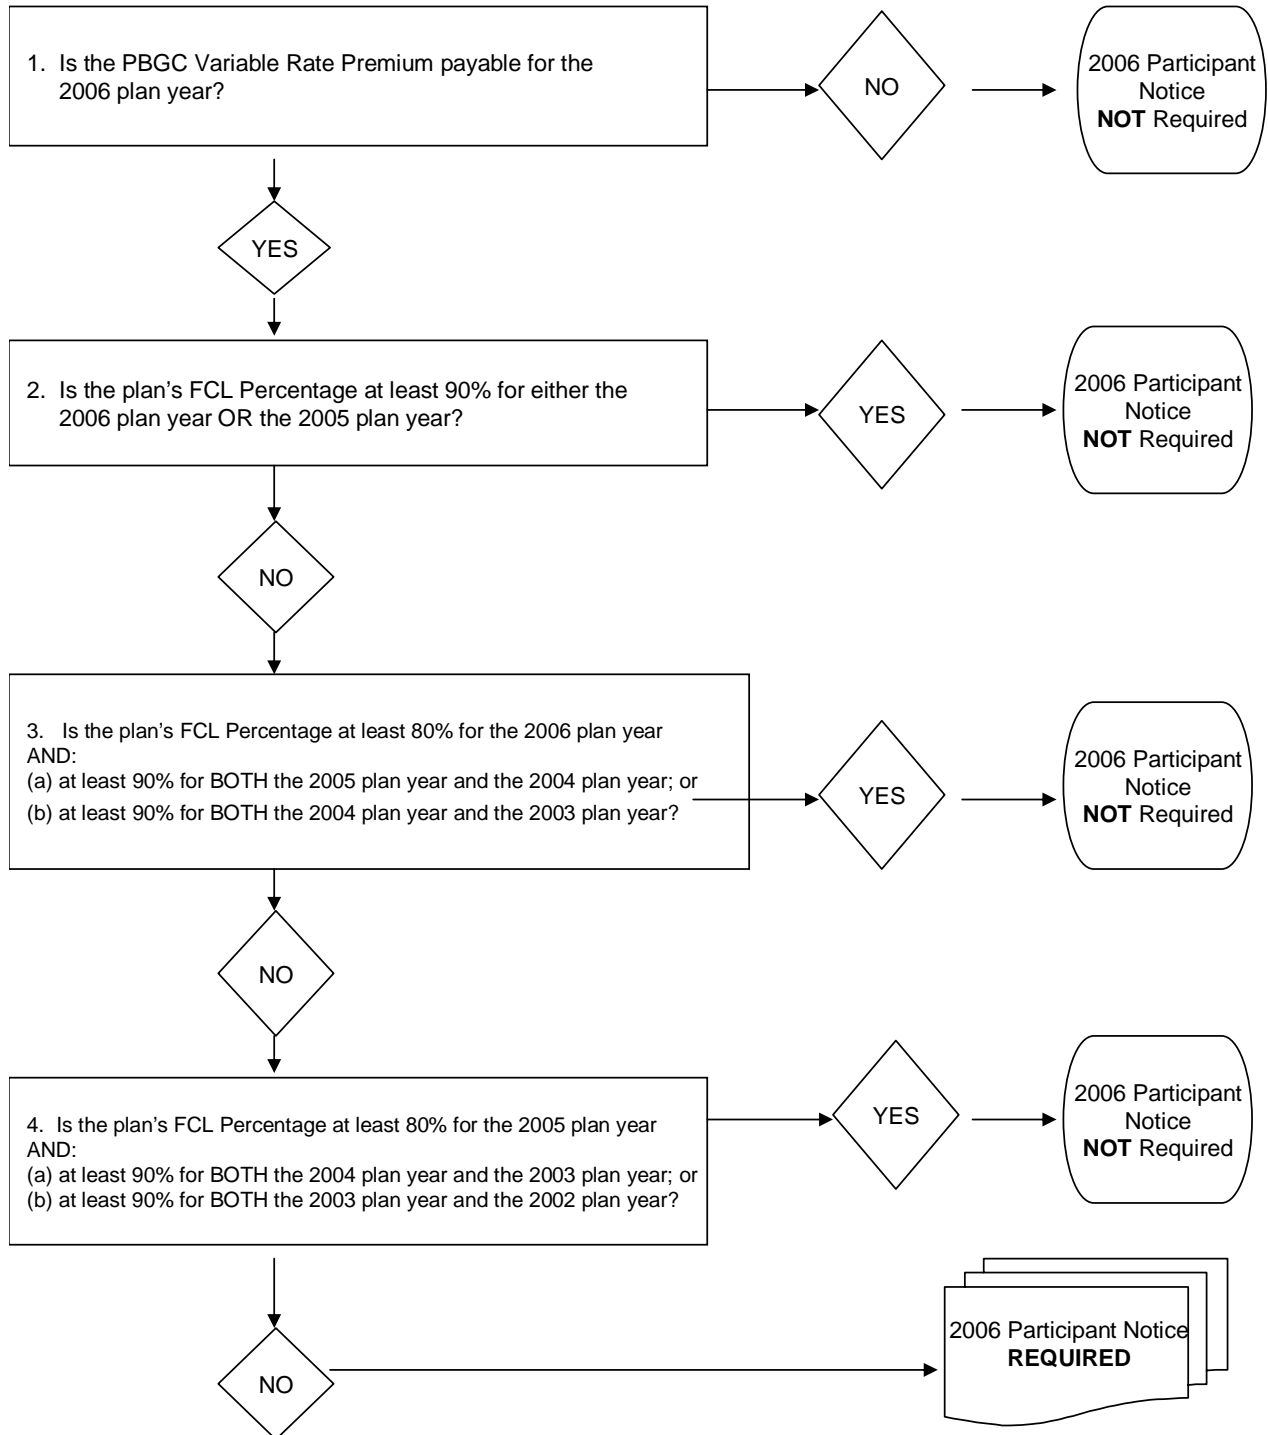 1. Is the PBGC Variable Rate Premium payable for the
2006 plan year?
NO
2006 Participant
Notice
NOT Required
YES
2. Is the plan’s FCL Percentage at least 90% for either the
2006 plan year OR the 2005 plan year?
YES
2006 Participant
Notice
NOT Required
NO
3. Is the plan’s FCL Percentage at least 80% for the 2006 plan year
AND:
(a) at least 90% for BOTH the 2005 plan year and the 2004 plan year; or
(b) at least 90% for BOTH the 2004 plan year and the 2003 plan year?
YES
2006 Participant
Notice
NOT Required
NO
4. Is the plan’s FCL Percentage at least 80% for the 2005 plan year
AND:
(a) at least 90% for BOTH the 2004 plan year and the 2003 plan year; or
(b) at least 90% for BOTH the 2003 plan year and the 2002 plan year?
YES
2006 Participant
Notice
NOT Required
NO
2006 Participant Notice
REQUIRED